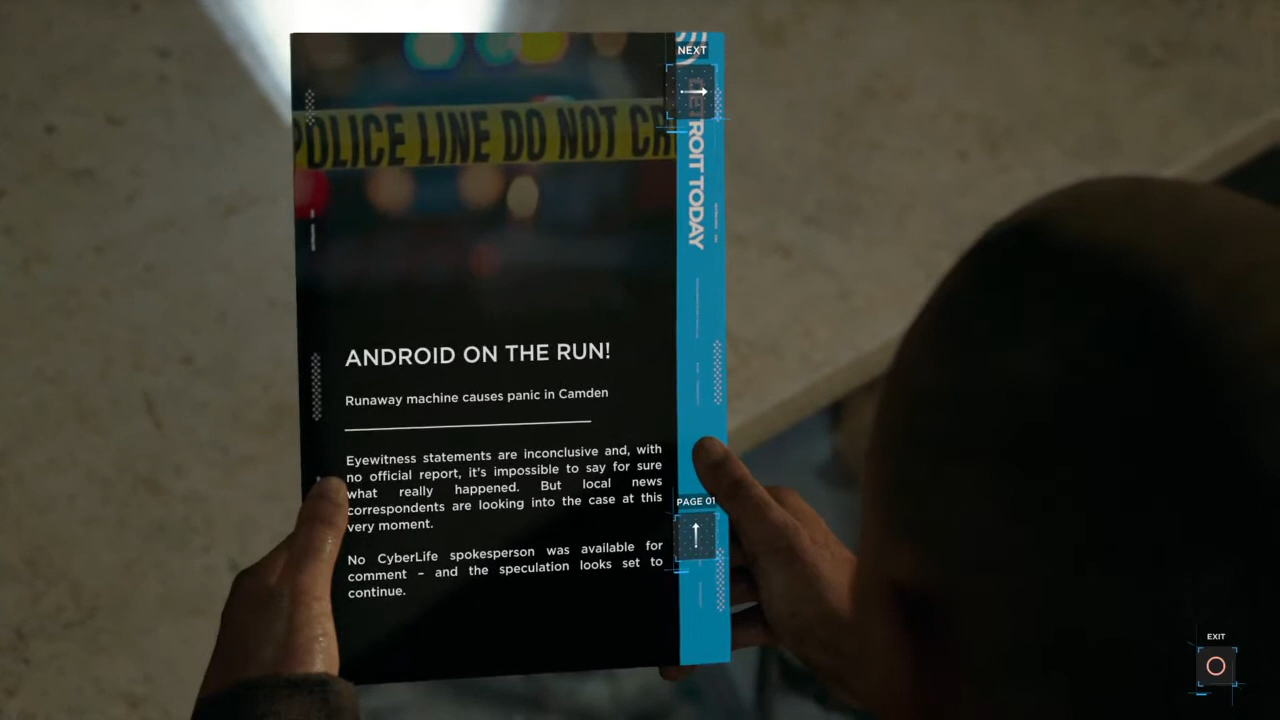 POLICE LINE DO NOT CR
NEXT
DETROIT TODAY
ANDROID ON THE RUN!
Runaway machine causes panic in Camden
Eyewitness statements are inconclusive and, with
no official report, it's impossible to say for sure
what really happened. But local news
correspondents are looking into the case at this
very moment.
No CyberLife spokesperson was available for
comment – and the speculation looks set to
continue.
PAGE 01
EXIT